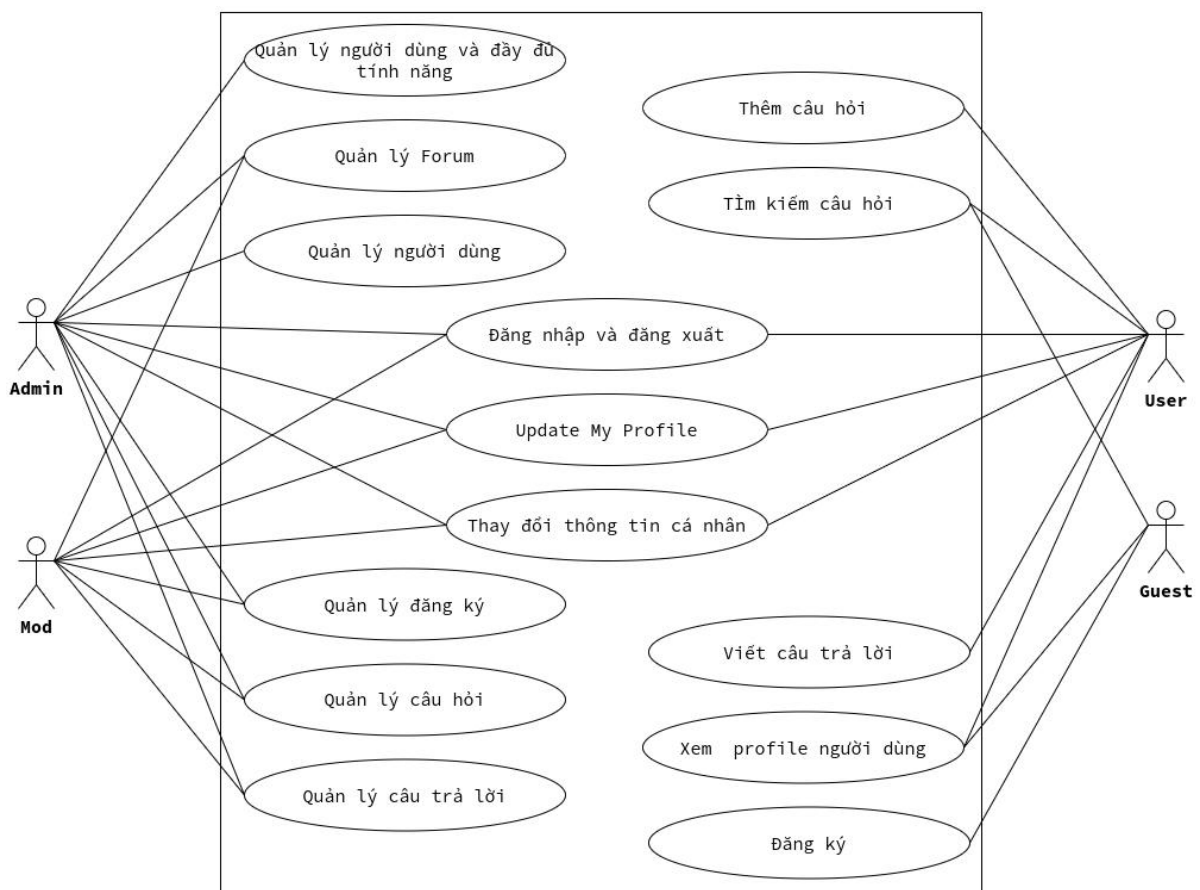 Quản lý người dùng và đầy đủ
tính năng
Thêm câu hỏi
Quản lý Forum
TÌm kiếm câu hỏi
Quản lý người dùng
Đăng nhập và đăng xuất
Admin
User
Update My Profile
Thay đổi thông tin cá nhân
Guest
Mod
Quản lý đăng ký
Viết câu trả lời
Quản lý câu hỏi
Xem  profile người dùng
Quản lý câu trả lời
Đăng ký